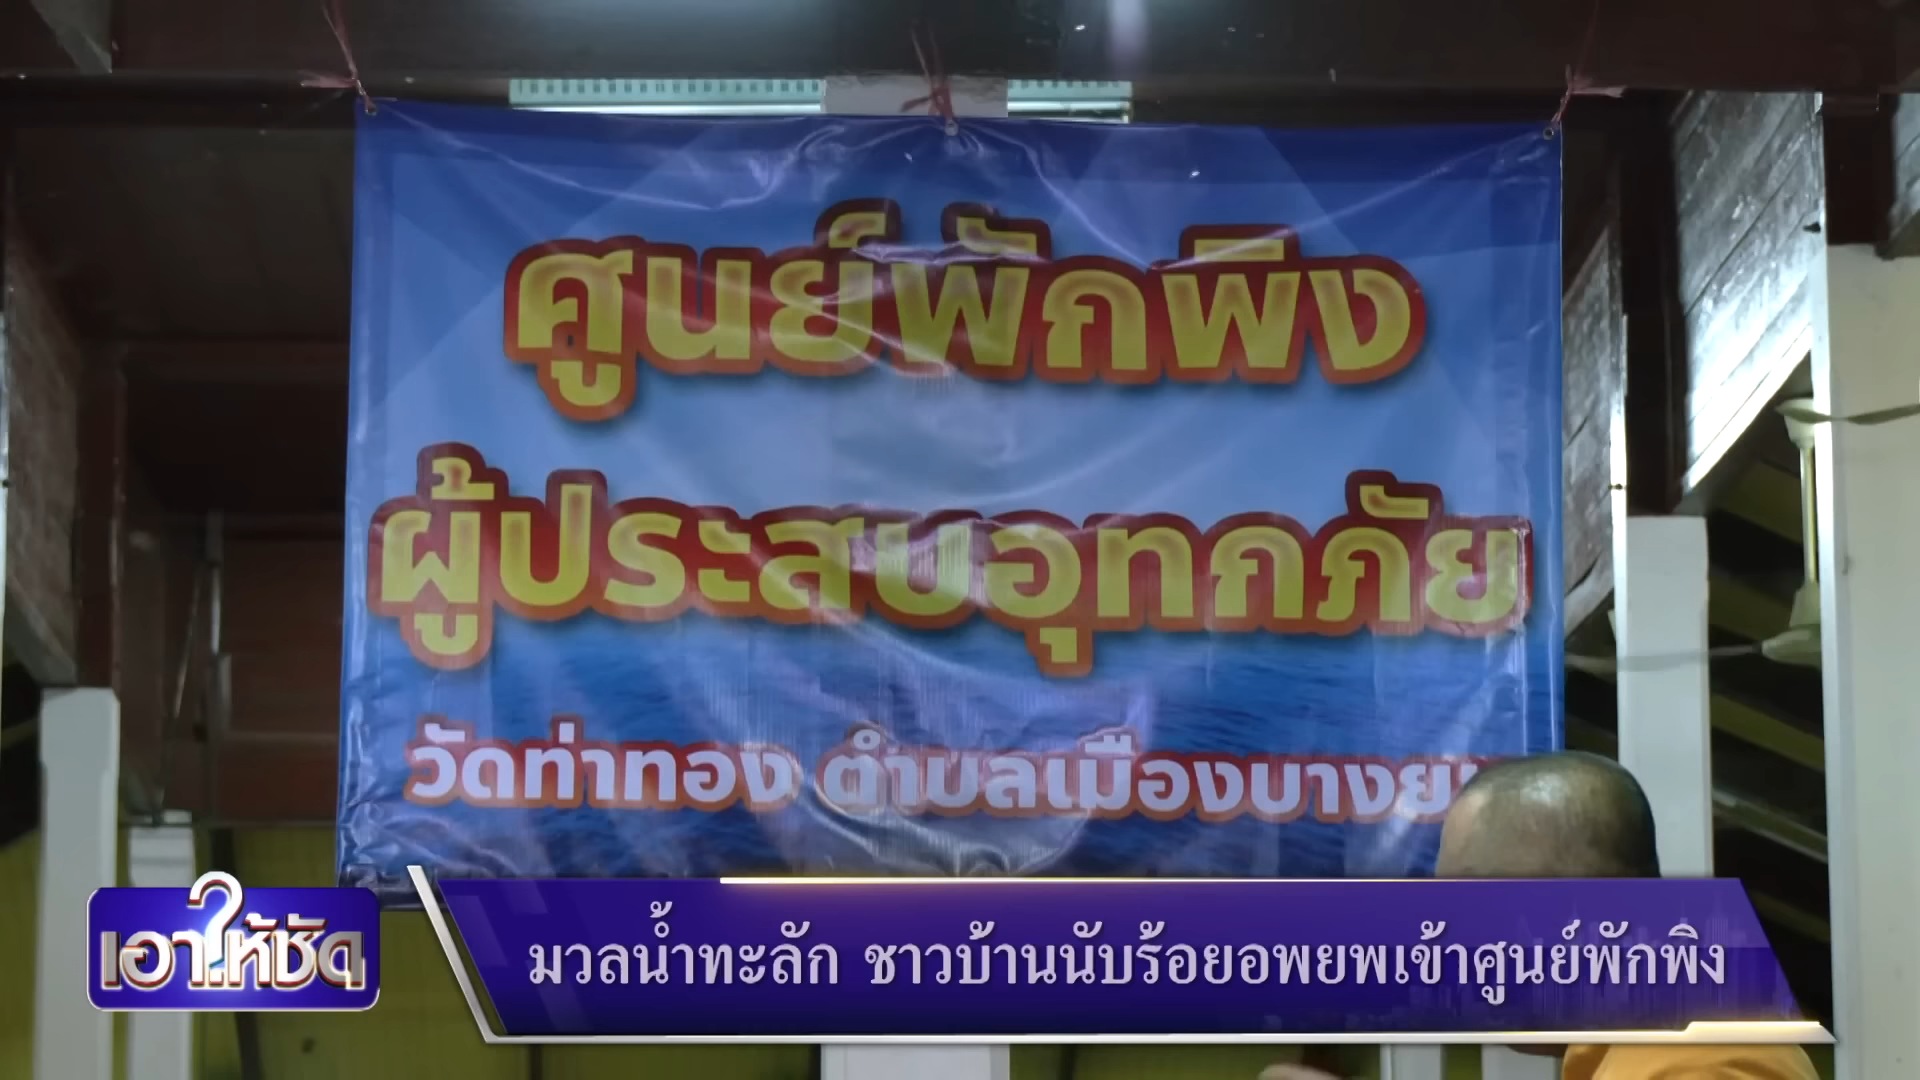 ศูนย์พักพิง
ผู้ประสบอุทกภัย
วัดท่าทอง ตำบลเมืองบางยม
เอาให้ชัด
มวลน้ำทะลัก ชาวบ้านนับร้อยอพยพเข้าศูนย์พักพิง